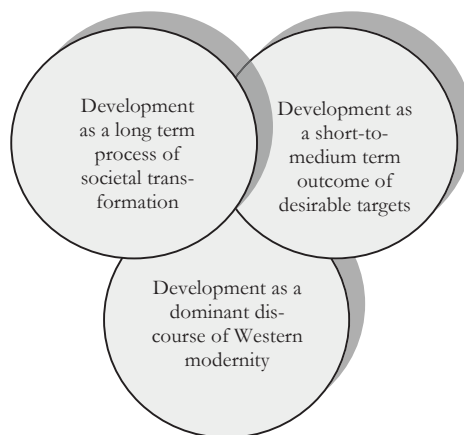 Development
as a long term
process of
societal trans-
formation
Development as
a short-to-
medium term
outcome of
desirable targets
Development as a
dominant dis-
course of Western
modernity